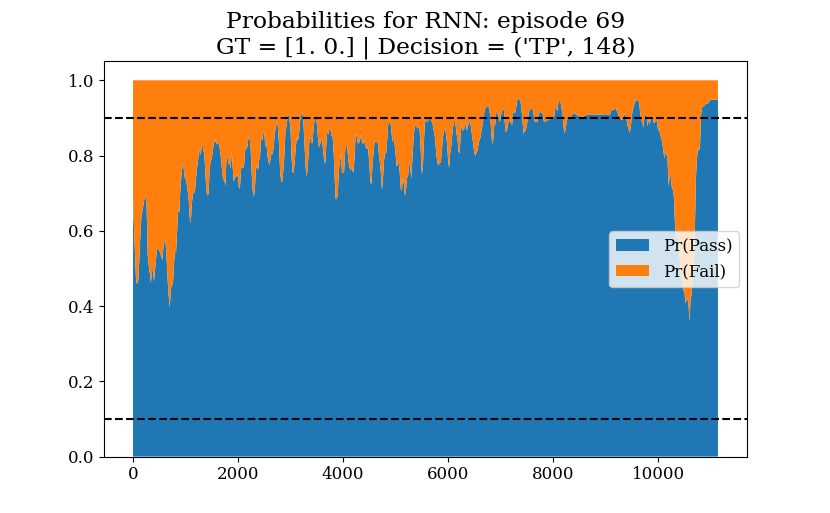 Probabilities for RNN: episode 69
GT = [1. 0.] | Decision = ('TP', 148)
1.0
0.8
0.6
0.4
0.2
0.0
Pr(Pass)
Pr(Fail)
0 2000 4000 6000 8000 10000